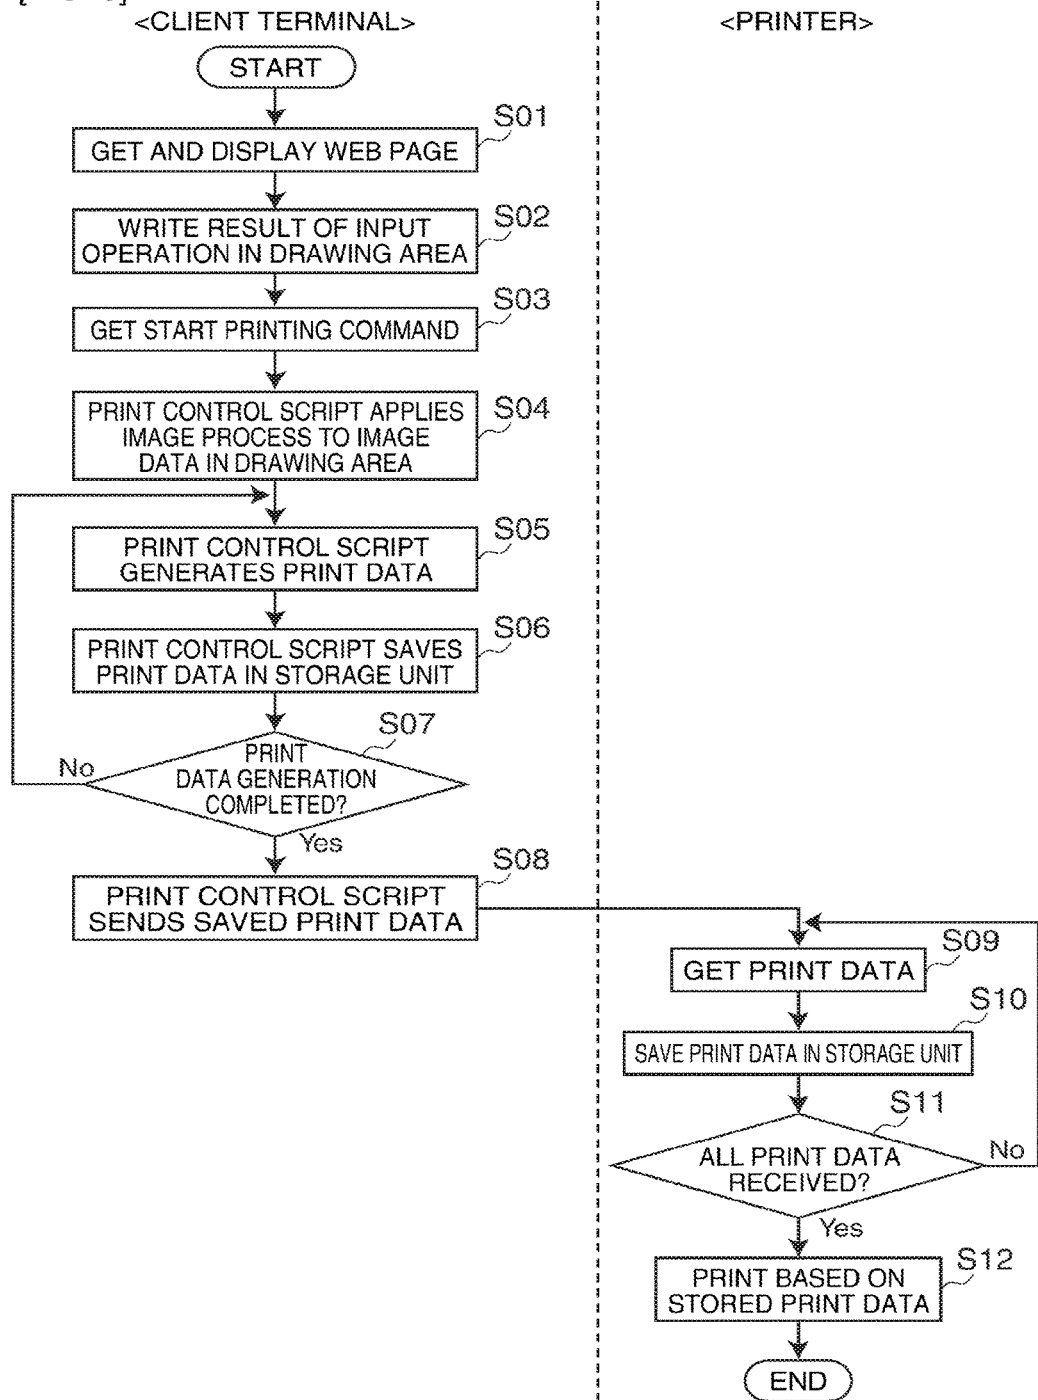 <CLIENT TERMINAL>
<PRINTER>
START
S01
GET AND DISPLAY WEB PAGE
S02
WRITE RESULT OF INPUT
OPERATION IN DRAWING AREA
S03
GET START PRINTING COMMAND
S04
PRINT CONTROL SCRIPT APPLIES
IMAGE PROCESS TO IMAGE
DATA IN DRAWING AREA
S05
PRINT CONTROL SCRIPT
GENERATES PRINT DATA
S06
PRINT CONTROL SCRIPT SAVES
PRINT DATA IN STORAGE UNIT
S07
PRINT
DATA GENERATION
COMPLETED?
No
Yes
S08
PRINT CONTROL SCRIPT
SENDS SAVED PRINT DATA
S09
GET PRINT DATA
S10
SAVE PRINT DATA IN STORAGE UNIT
S11
ALL PRINT DATA
RECEIVED?
No
Yes
S12
PRINT BASED ON
STORED PRINT DATA
END